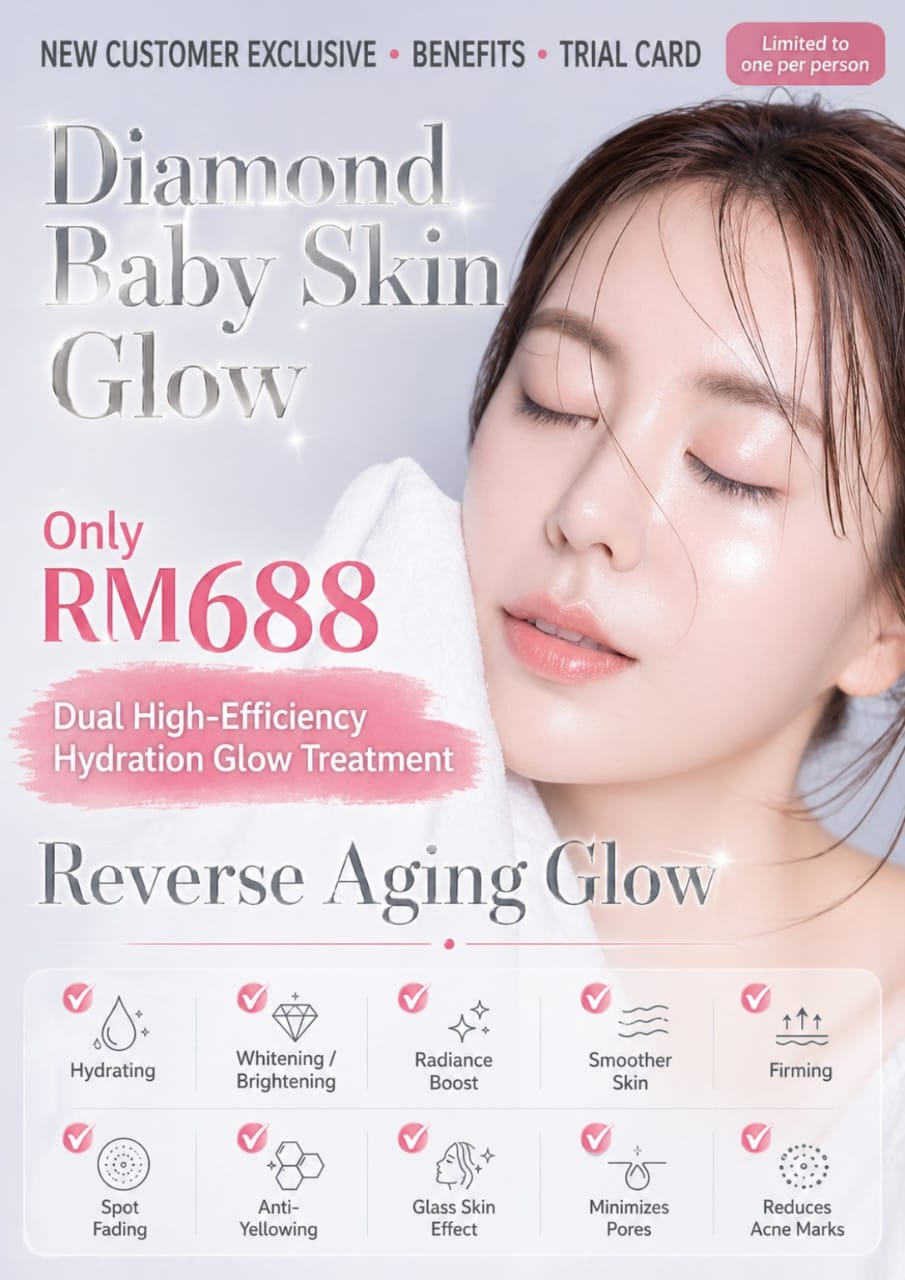 NEW CUSTOMER EXCLUSIVE • BENEFITS • TRIAL CARD
Limited to
one per person
Diamond
Baby Skin
Glow
Only
RM688
Dual High-Efficiency
Hydration Glow Treatment
Reverse Aging Glow
Hydrating
Whitening /
Brightening
Radiance
Boost
Smoother
Skin
Firming
Spot
Fading
Anti-
Yellowing
Glass Skin
Effect
Minimizes
Pores
Reduces
Acne Marks